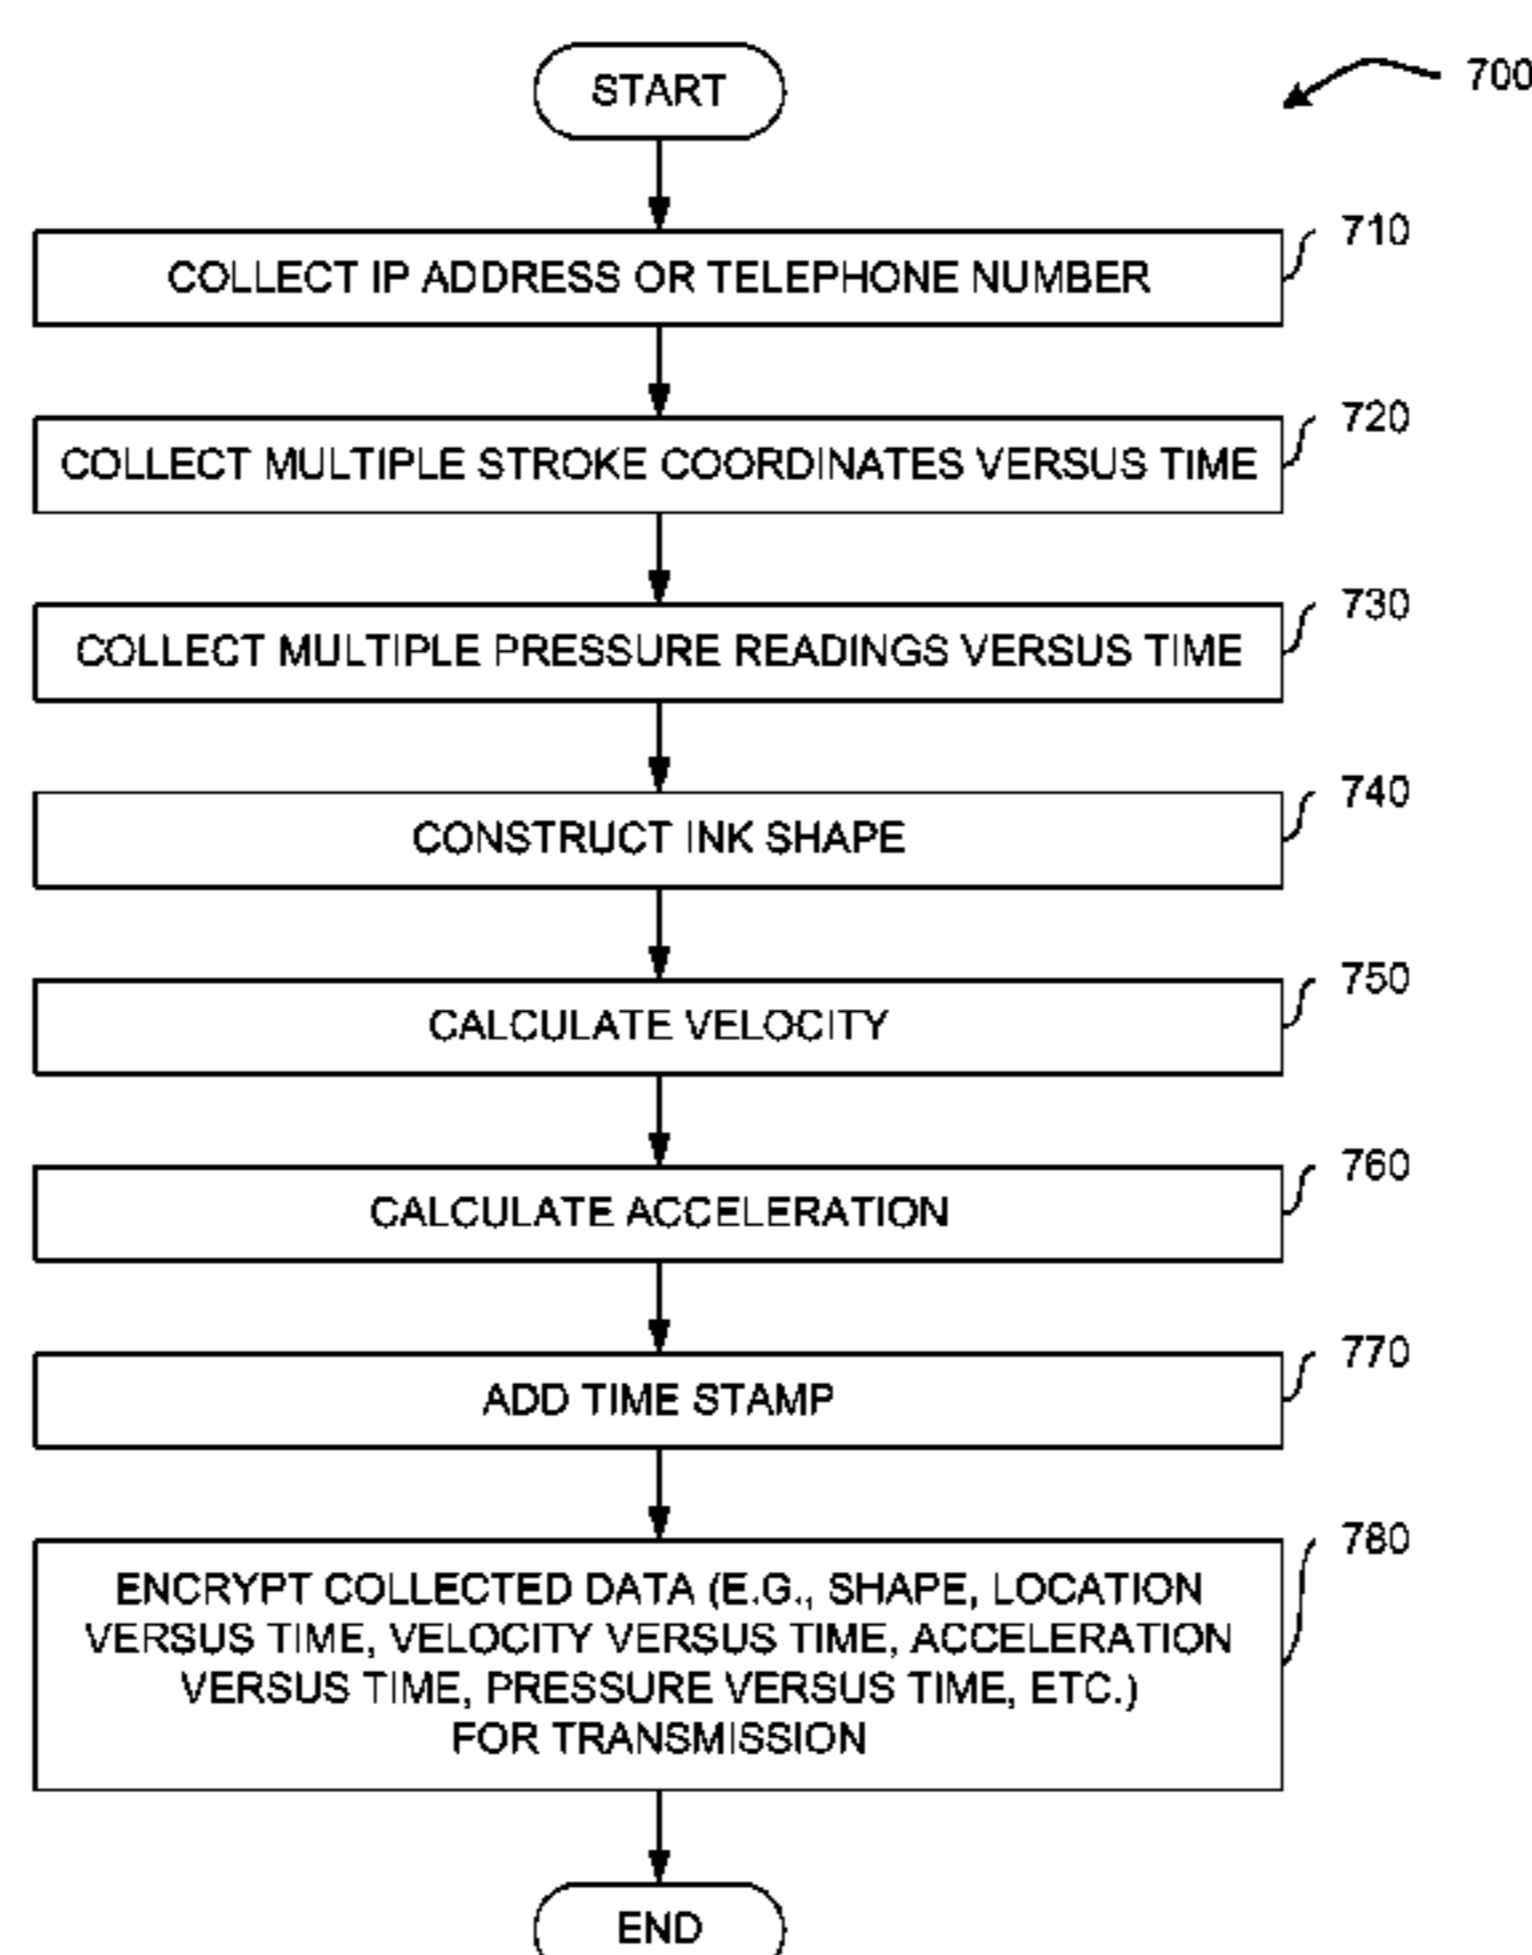 START
700
COLLECT IP ADDRESS OR TELEPHONE NUMBER
710
COLLECT MULTIPLE STROKE COORDINATES VERSUS TIME
720
COLLECT MULTIPLE PRESSURE READINGS VERSUS TIME
730
CONSTRUCT INK SHAPE
740
CALCULATE VELOCITY
750
CALCULATE ACCELERATION
760
ADD TIME STAMP
770
ENCRYPT COLLECTED DATA (E.G., SHAPE, LOCATION
VERSUS TIME, VELOCITY VERSUS TIME, ACCELERATION
VERSUS TIME, PRESSURE VERSUS TIME, ETC.)
FOR TRANSMISSION
780
END